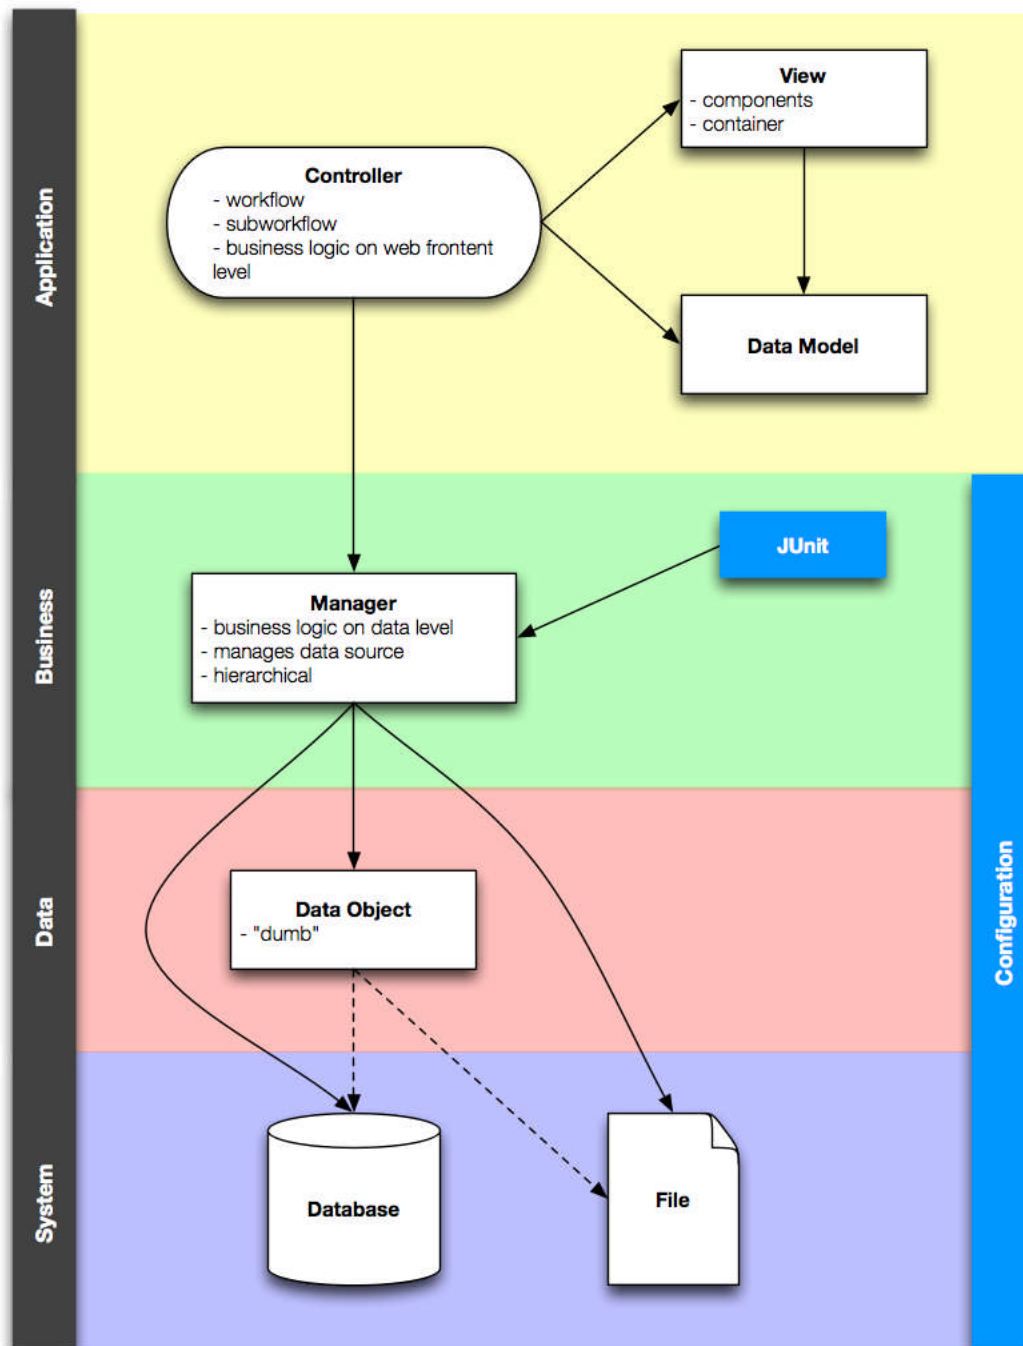 Application
View
- components
- container
Controller
- workflow
- subworkflow
- business logic on web frontent
level
Data Model
Business
JUnit
Manager
- business logic on data level
- manages data source
- hierarchical
Configuration
Data
Data Object
- "dumb"
System
Database
File